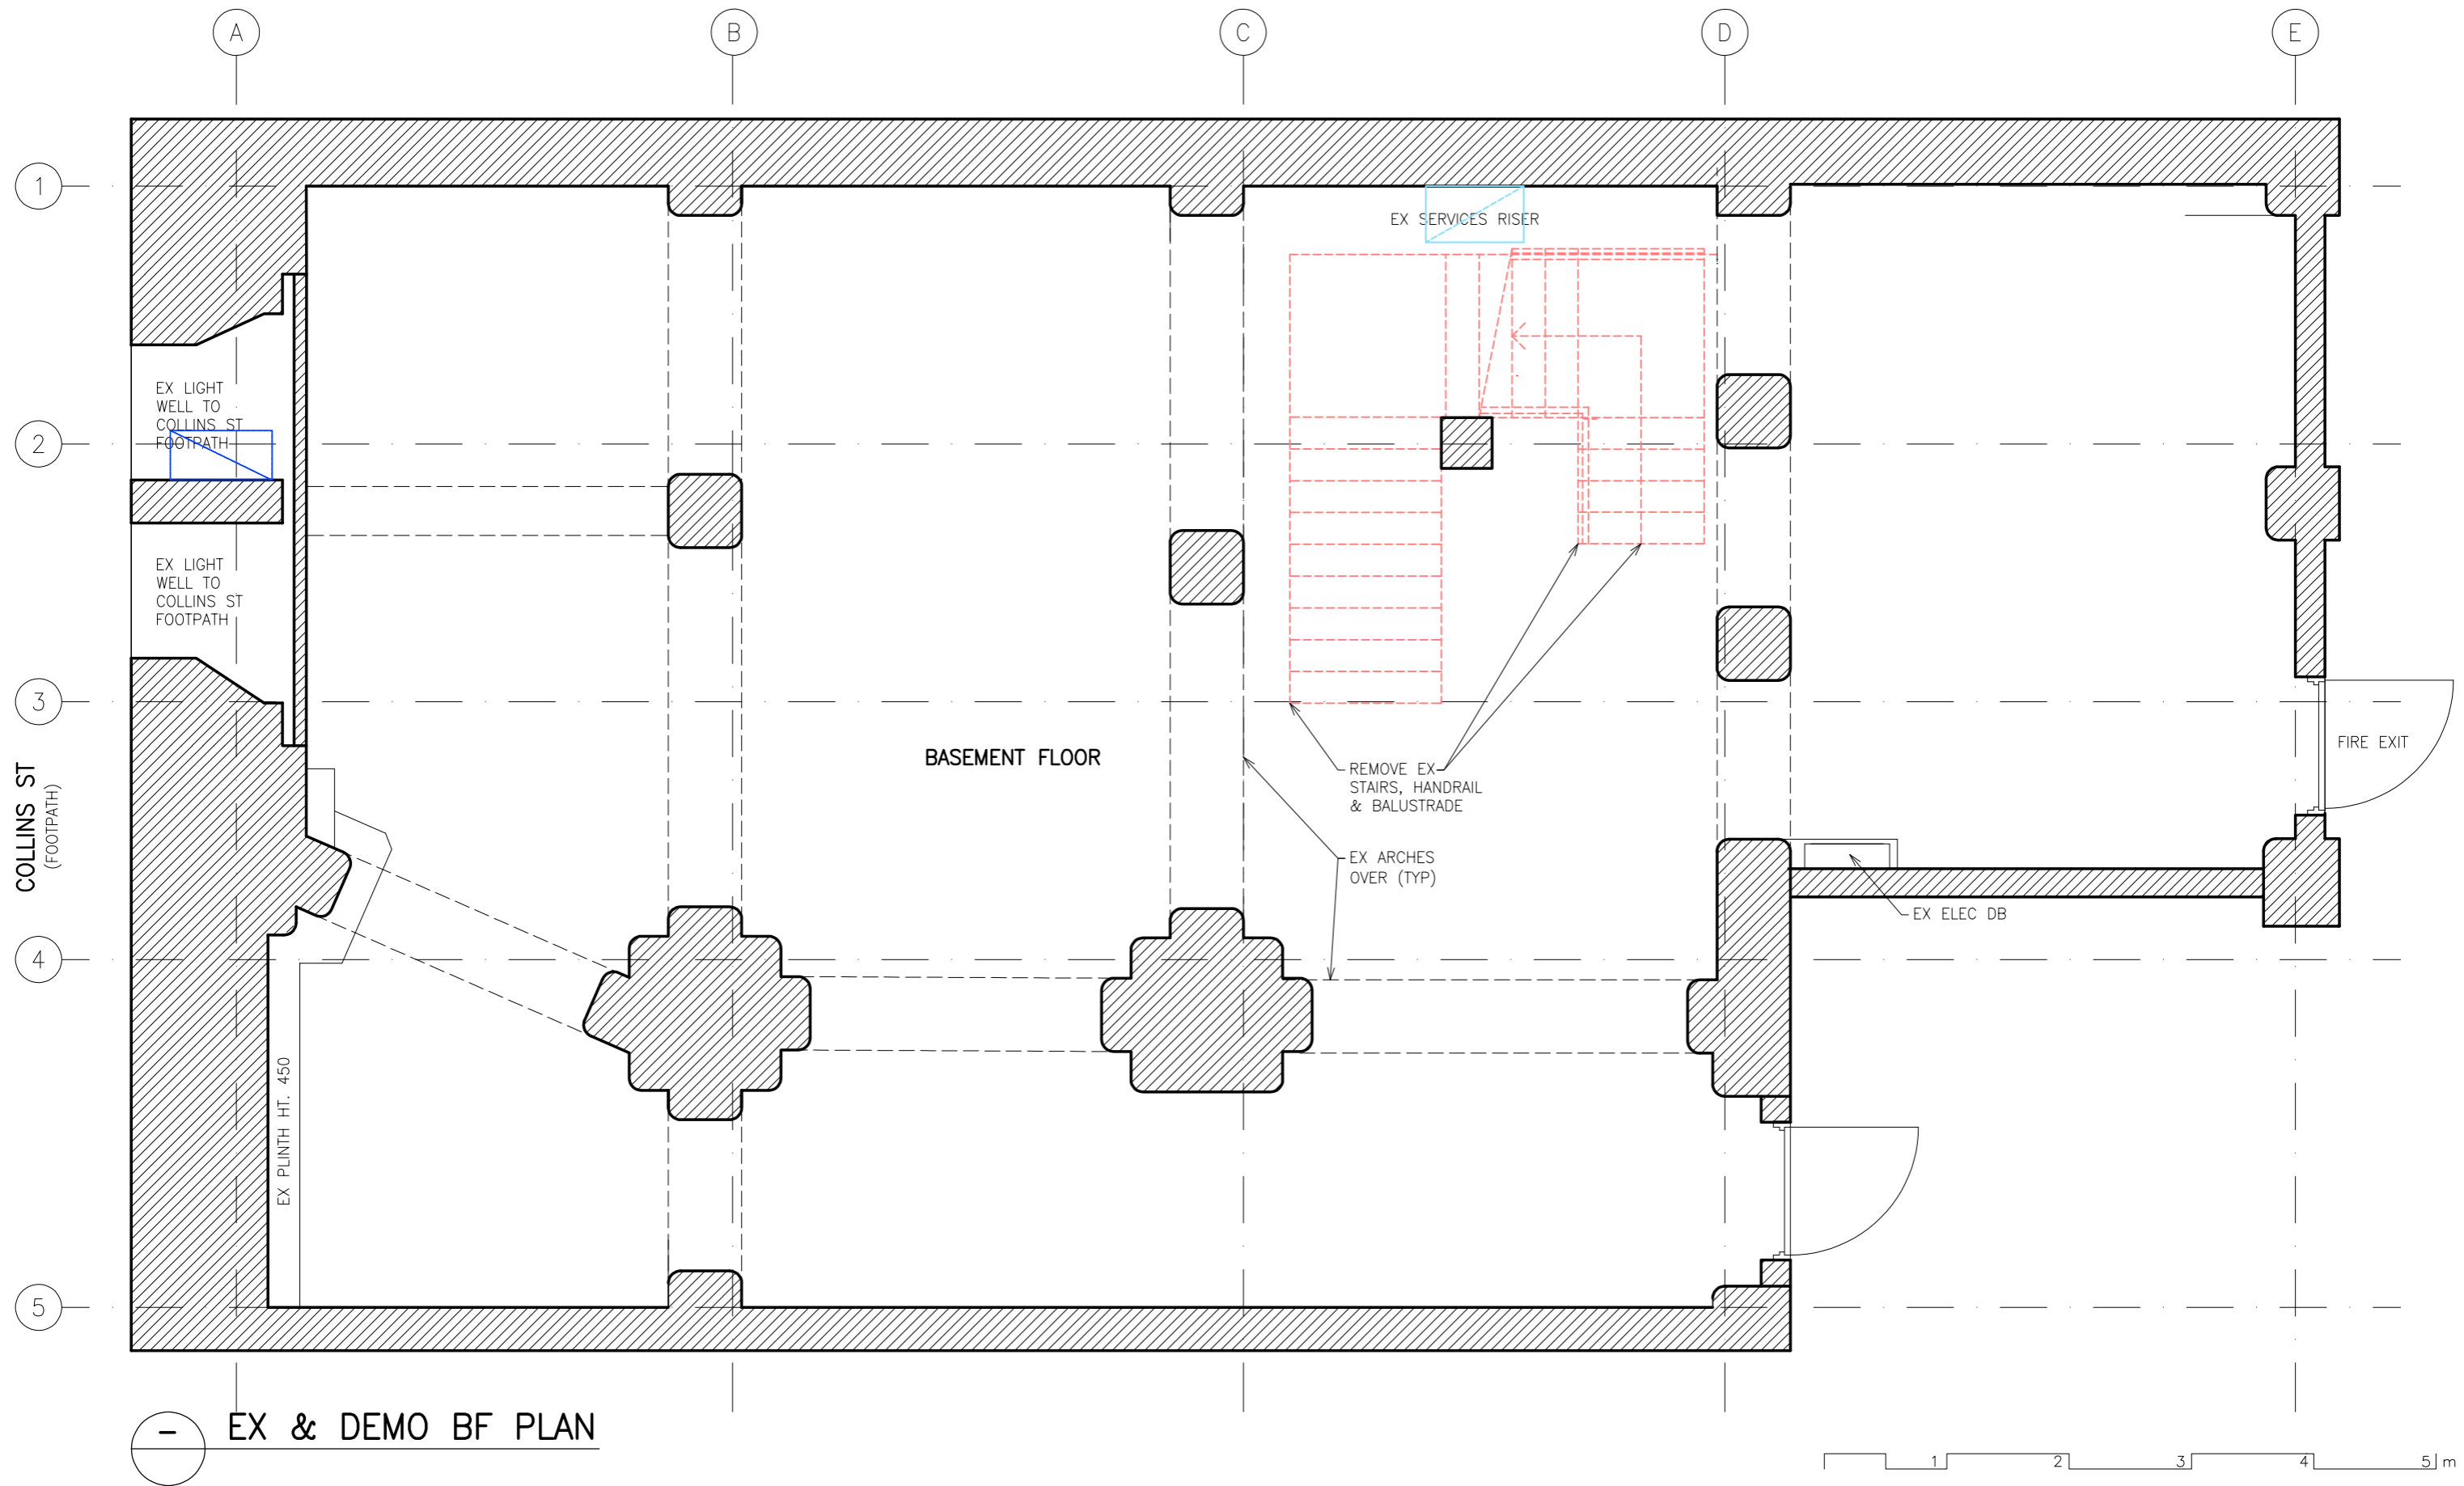 A
B
C
D
E
1
2
3
4
5
EX SERVICES RISER
EX LIGHT
WELL TO
COLLINS ST
FOOTPATH
EX LIGHT
WELL TO
COLLINS ST
FOOTPATH
COLLINS ST
(FOOTPATH)
BASEMENT FLOOR
REMOVE EX
STAIRS, HANDRAIL
& BALUSTRADE
FIRE EXIT
EX ARCHES
OVER (TYP)
EX ELEC DB
EX PLINTH HT. 450
- EX & DEMO BF PLAN
1 2 3 4 5 m